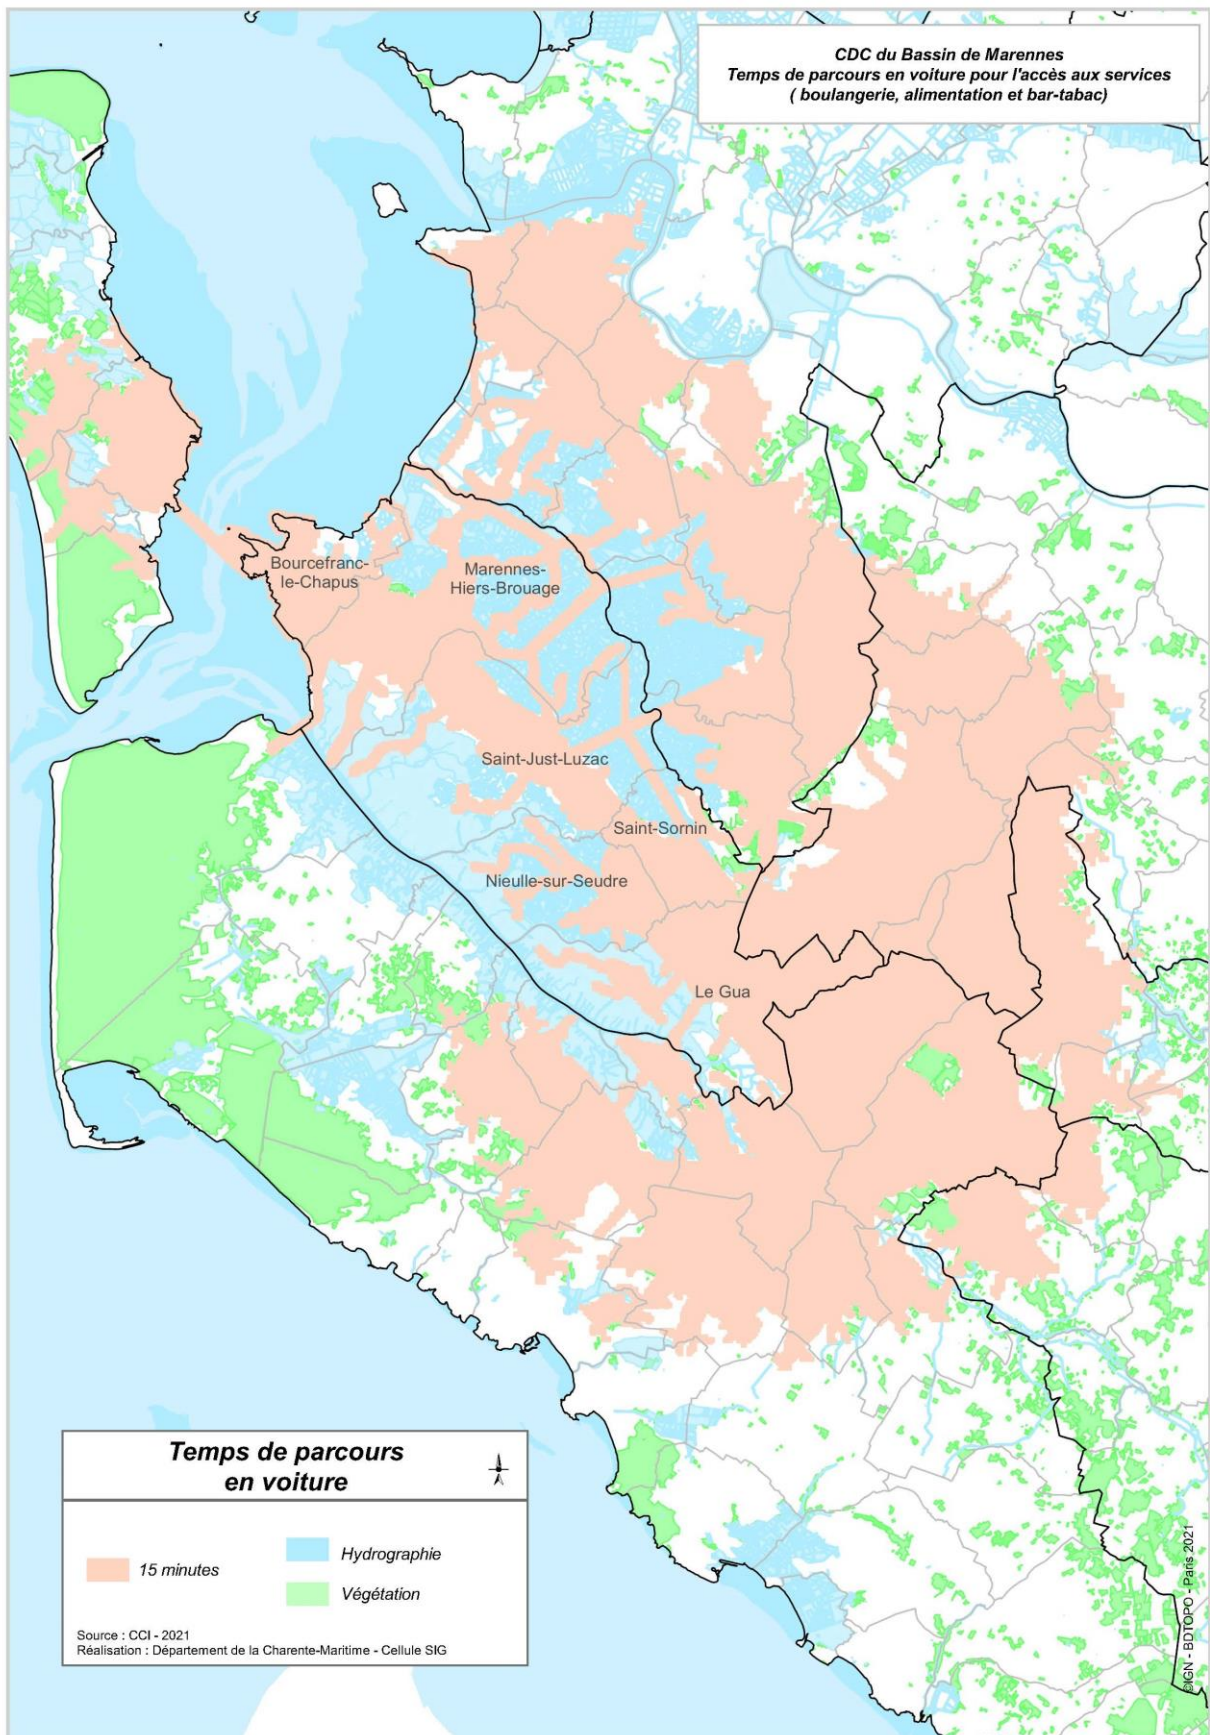 CDC du Bassin de Marennes
Temps de parcours en voiture pour l'accès aux services
( boulangerie, alimentation et bar-tabac)
Bourcefranc-
le-Chapus
Marennes-
Hiers-Brouage
Saint-Just-Luzac
Saint-Sornin
Nieulle-sur-Seudre
Le Gua
Temps de parcours
en voiture
15 minutes
Hydrographie
Végétation
Source : CCI - 2021
Réalisation : Département de la Charente-Maritime - Cellule SIG
©IGN - BDTOPO - Paris 2021